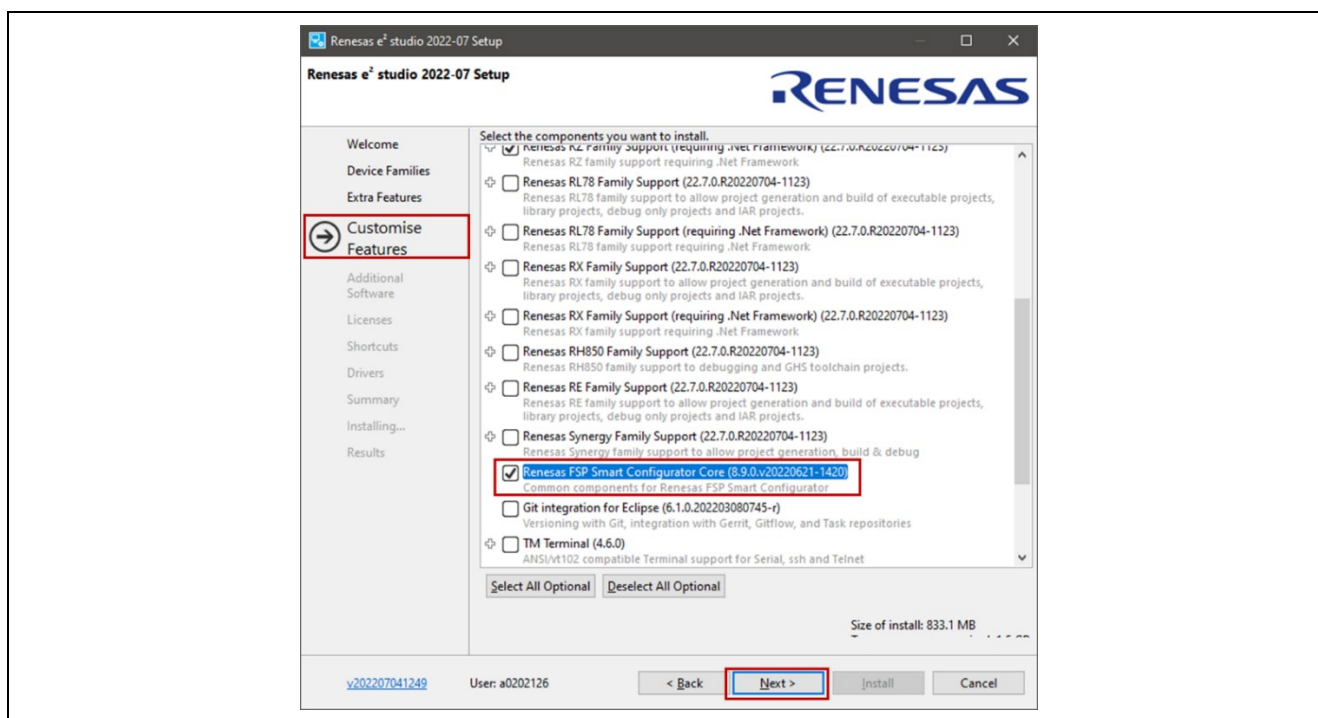 Renesas e² studio 2022-07 Setup
Renesas e² studio 2022-07 Setup
RENESAS
Welcome
Device Families
Extra Features
Customise
Features
Additional
Software
Licenses
Shortcuts
Drivers
Summary
Installing...
Results
Select the components you want to install.
Renesas RZ Family Support (requiring .Net Framework) (22.7.0.R20220704-1123)
Renesas RZ family support requiring .Net Framework
Renesas RL78 Family Support (22.7.0.R20220704-1123)
Renesas RL78 family support to allow project generation and build of executable projects,
library projects, debug only projects and IAR projects.
Renesas RL78 Family Support (requiring .Net Framework) (22.7.0.R20220704-1123)
Renesas RL78 family support requiring .Net Framework
Renesas RX Family Support (22.7.0.R20220704-1123)
Renesas RX family support to allow project generation and build of executable projects,
library projects, debug only projects and IAR projects.
Renesas RX Family Support (requiring .Net Framework) (22.7.0.R20220704-1123)
Renesas RX family support requiring .Net Framework
Renesas RH850 Family Support (22.7.0.R20220704-1123)
Renesas RH850 family support to debugging and GHS toolchain projects.
Renesas RE Family Support (22.7.0.R20220704-1123)
Renesas RE family support to allow project generation and build of executable projects,
library projects, debug only projects and IAR projects.
Renesas Synergy Family Support (22.7.0.R20220704-1123)
Renesas Synergy family support to allow project generation, build & debug
Renesas FSP Smart Configurator Core (8.9.0.v20220621-1420)
Common components for Renesas FSP Smart Configurator
Git integration for Eclipse (6.1.0.202203080745-r)
Versioning with Git, integration with Gerrit, Gitflow, and Task repositories
TM Terminal (4.6.0)
ANSI/vt102 compatible Terminal support for Serial, ssh and Telnet
Select All Optional
Deselect All Optional
Size of install: 833.1 MB
v202207041249
User: a0202126
< Back
Next >
Install
Cancel